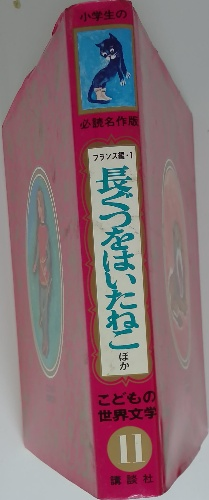 小学生の
必読名作版
フランス編・1
長ぐつをはいたねこ
ほか
こどもの
世界文学
11
講談社